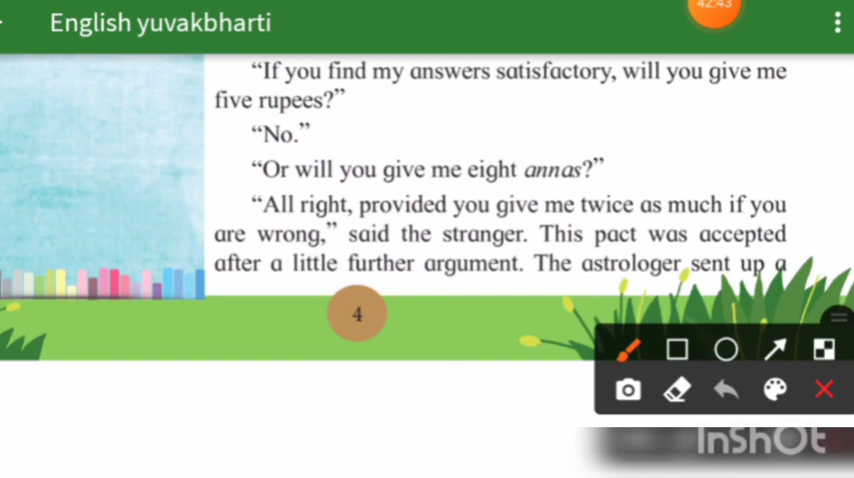 42:43
English yuvakbharti
“If you find my answers satisfactory, will you give me
five rupees?”
“No.”
“Or will you give me eight annas?”
“All right, provided you give me twice as much if you
are wrong,” said the stranger. This pact was accepted
after a little further argument. The astrologer sent up a
4
InShOt